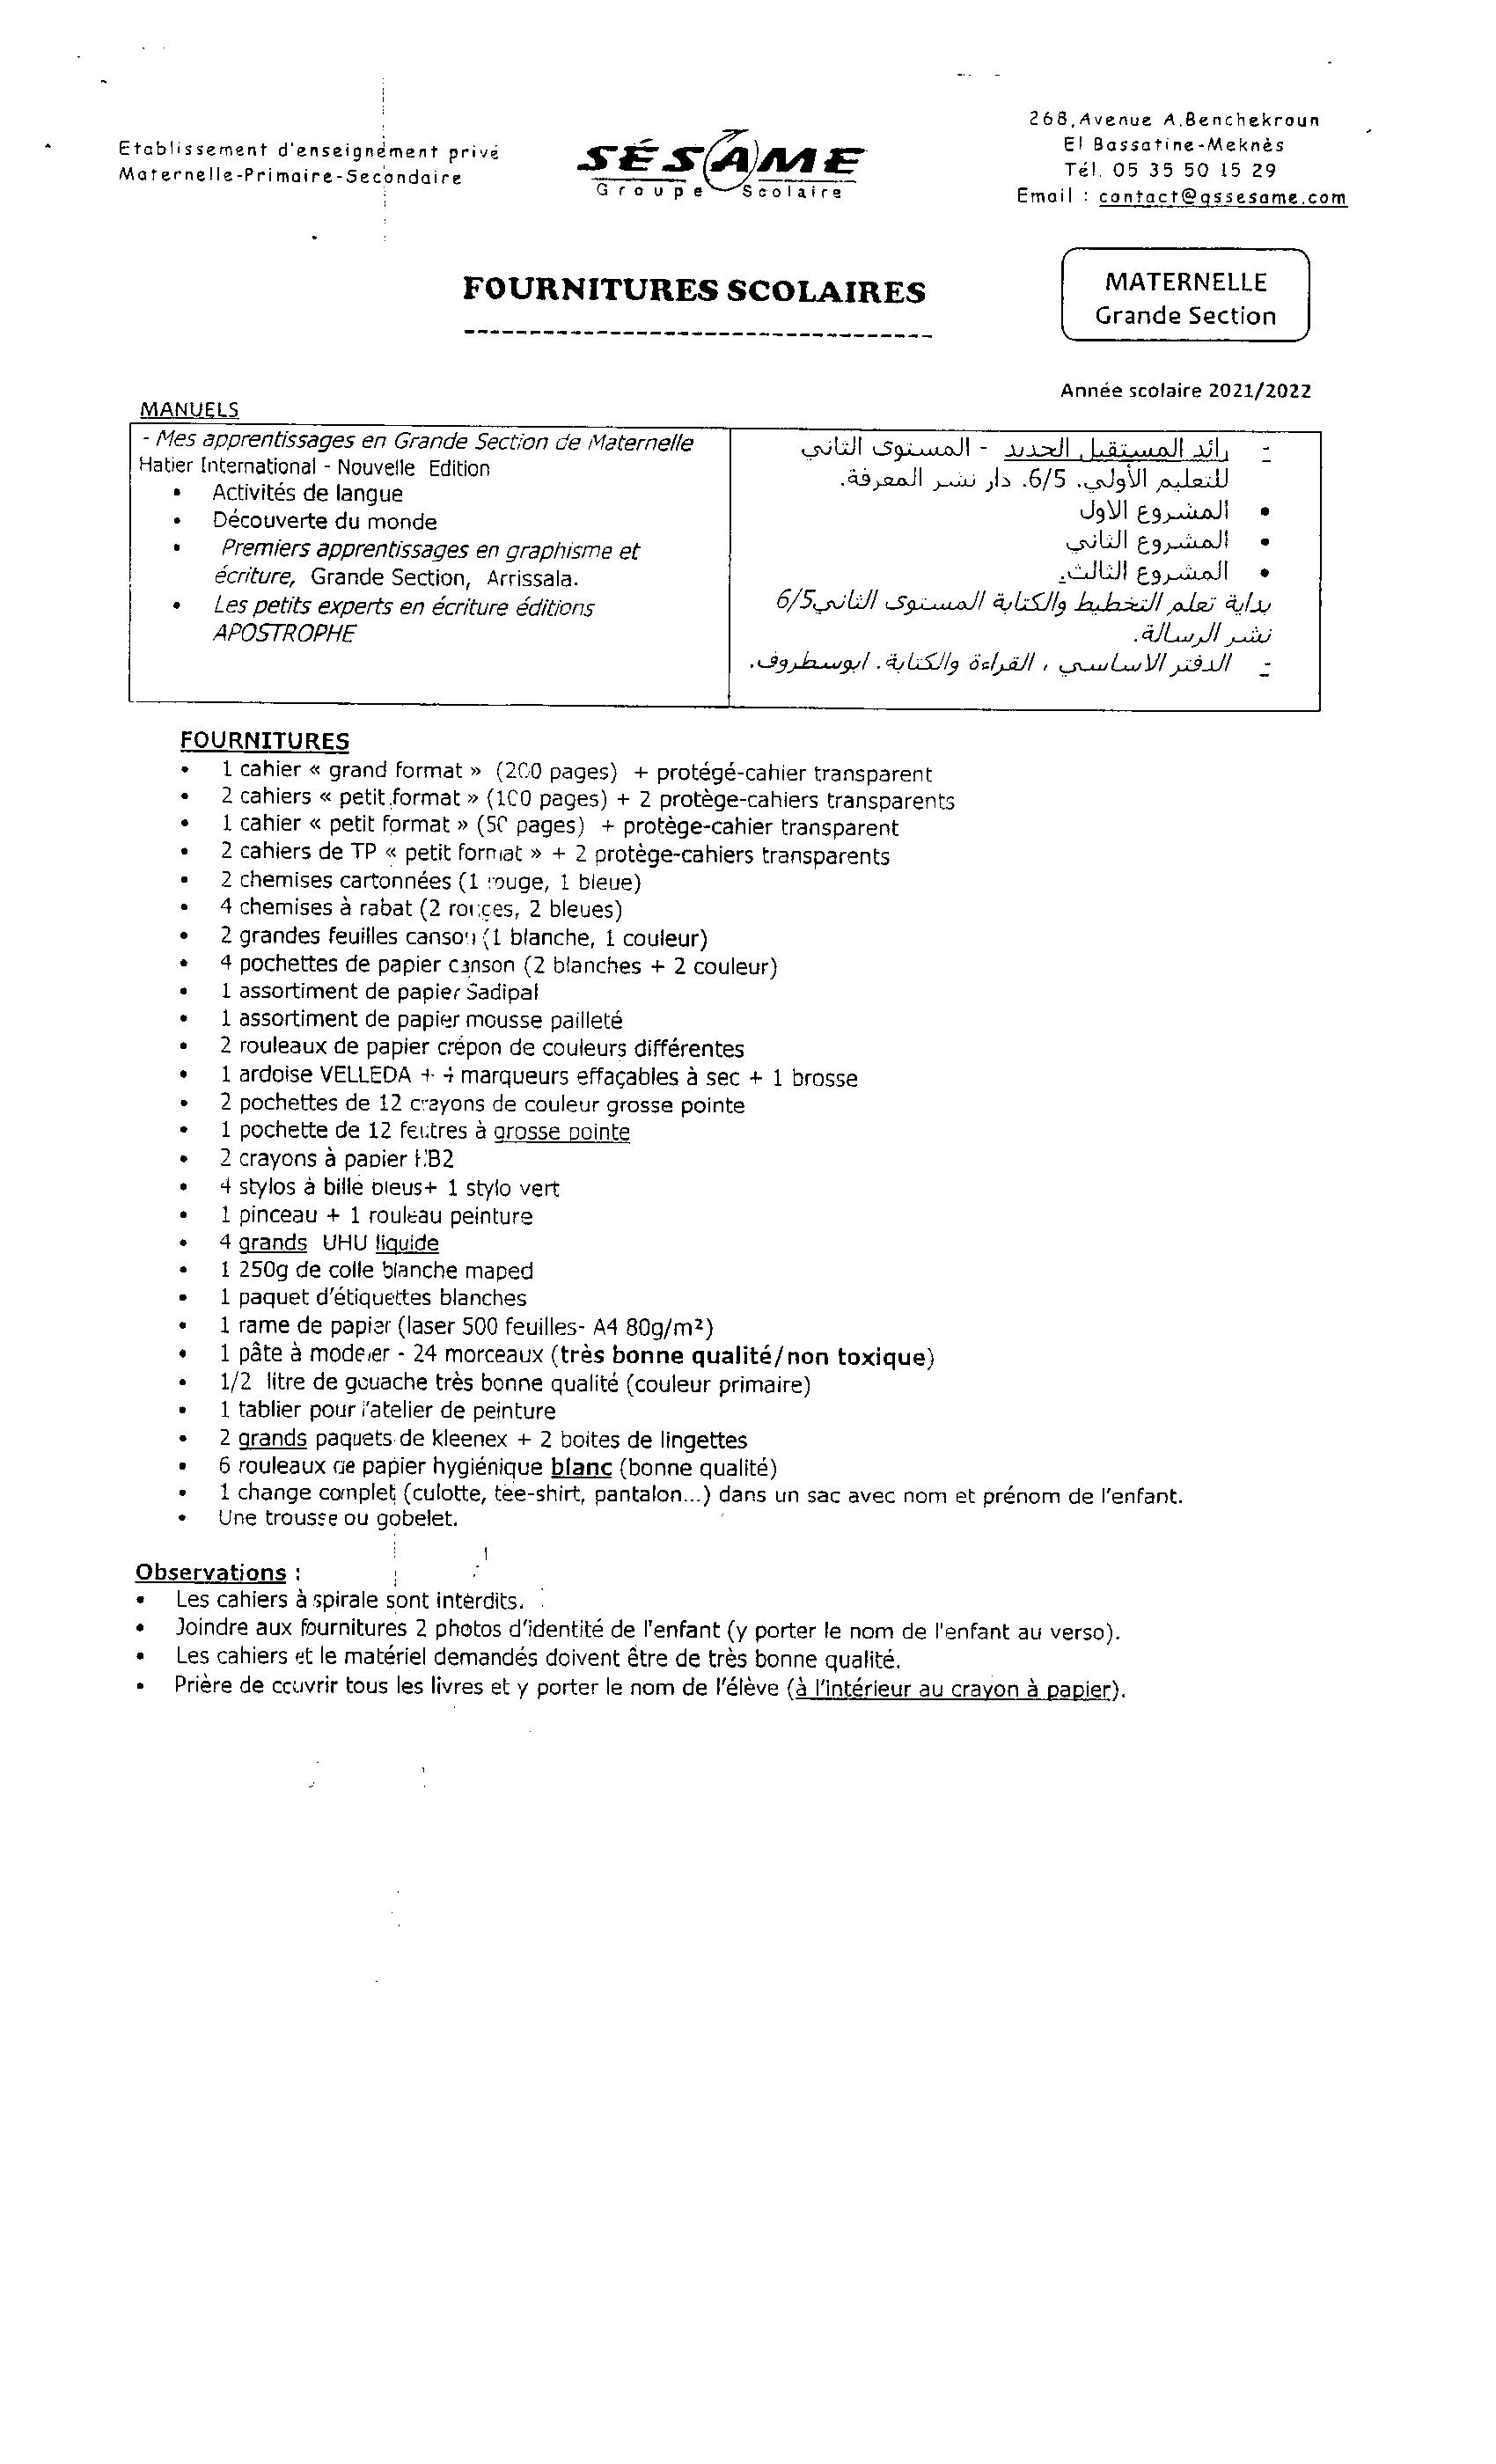 Etablissement d'enseignement privé
Maternelle-Primaire-Secondaire
SÉSAME
Groupe Scolaire
268,Avenue A.Benchekroun
El Bassatine-Meknès
Tél. 05 35 50 15 29
Email : contact@gssesame.com
FOURNITURES SCOLAIRES
MATERNELLE
Grande Section
Année scolaire 2021/2022
MANUELS
- Mes apprentissages en Grande Section de Maternelle
Hatier International - Nouvelle Edition
• Activités de langue
• Découverte du monde
• Premiers apprentissages en graphisme et
écriture, Grande Section, Arrissala.
• Les petits experts en écriture éditions
APOSTROPHE
- رائد المستقبل الجديد - المستوى الثاني
للتعليم الأولي. 6/5. دار نشر المعرفة.
• المشروع الاول
• المشروع الثاني
• المشروع الثالث.
بداية تعلم التخطيط والكتابة المستوى الثاني6/5
نشر الرسالة.
- الدفتر الاساسي ، القراءة والكتابة. ابوسطروف.
FOURNITURES
• 1 cahier « grand format » (200 pages) + protégé-cahier transparent
• 2 cahiers « petit format » (100 pages) + 2 protège-cahiers transparents
• 1 cahier « petit format » (50 pages) + protège-cahier transparent
• 2 cahiers de TP « petit format » + 2 protège-cahiers transparents
• 2 chemises cartonnées (1 rouge, 1 bleue)
• 4 chemises à rabat (2 rouges, 2 bleues)
• 2 grandes feuilles canson (1 blanche, 1 couleur)
• 4 pochettes de papier canson (2 blanches + 2 couleur)
• 1 assortiment de papier Sadipal
• 1 assortiment de papier mousse pailleté
• 2 rouleaux de papier crépon de couleurs différentes
• 1 ardoise VELLEDA + 4 marqueurs effaçables à sec + 1 brosse
• 2 pochettes de 12 crayons de couleur grosse pointe
• 1 pochette de 12 feutres à grosse pointe
• 2 crayons à papier HB2
• 4 stylos à bille bleus+ 1 stylo vert
• 1 pinceau + 1 rouleau peinture
• 4 grands UHU liquide
• 1 250g de colle blanche maped
• 1 paquet d'étiquettes blanches
• 1 rame de papier (laser 500 feuilles- A4 80g/m²)
• 1 pâte à modeler - 24 morceaux (très bonne qualité/non toxique)
• 1/2 litre de gouache très bonne qualité (couleur primaire)
• 1 tablier pour l'atelier de peinture
• 2 grands paquets de kleenex + 2 boites de lingettes
• 6 rouleaux de papier hygiénique blanc (bonne qualité)
• 1 change complet (culotte, tee-shirt, pantalon...) dans un sac avec nom et prénom de l'enfant.
• Une trousse ou gobelet.
Observations :
• Les cahiers à spirale sont interdits.
• Joindre aux fournitures 2 photos d'identité de l'enfant (y porter le nom de l'enfant au verso).
• Les cahiers et le matériel demandés doivent être de très bonne qualité.
• Prière de couvrir tous les livres et y porter le nom de l'élève (à l'intérieur au crayon à papier).